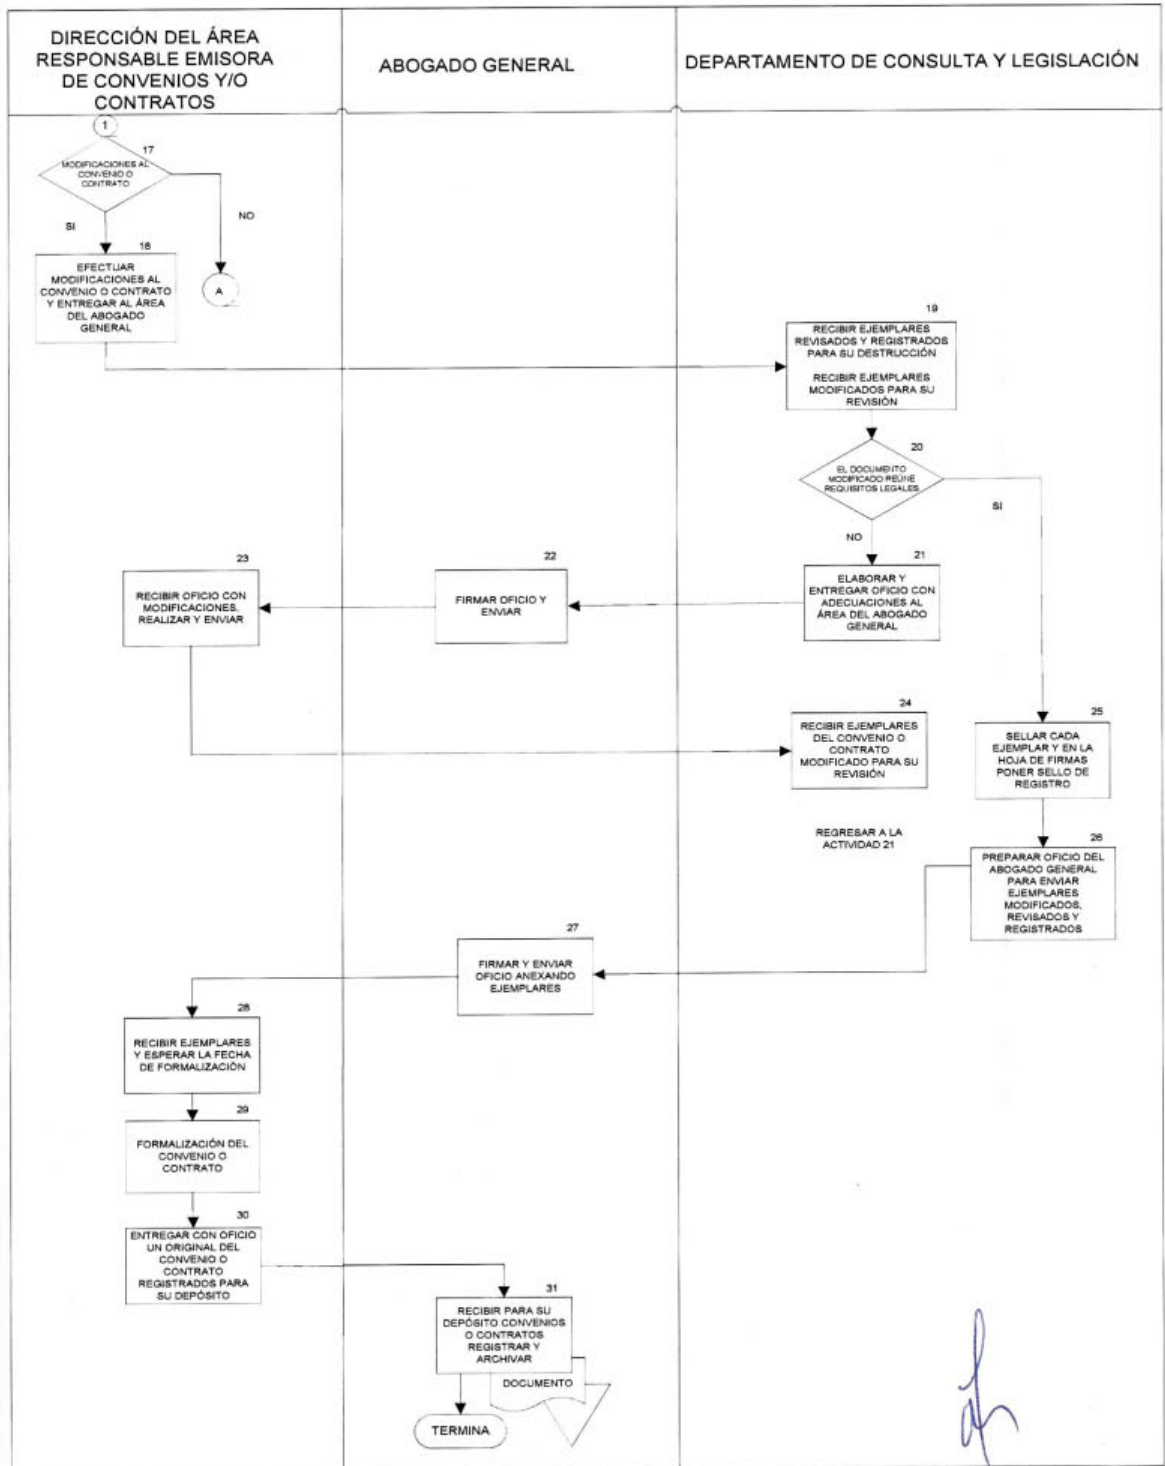 DIRECCIÓN DEL ÁREA
RESPONSABLE EMISORA
DE CONVENIOS Y/O
CONTRATOS
ABOGADO GENERAL
DEPARTAMENTO DE CONSULTA Y LEGISLACIÓN
1
17
MODIFICACIONES AL
CONVENIO O
CONTRATO
NO
SI
18
EFECTUAR
MODIFICACIONES AL
CONVENIO O CONTRATO
Y ENTREGAR AL ÁREA
DEL ABOGADO
GENERAL
A
19
RECIBIR EJEMPLARES
REVISADOS Y REGISTRADOS
PARA SU DESTRUCCIÓN
RECIBIR EJEMPLARES
MODIFICADOS PARA SU
REVISIÓN
20
EL DOCUMENTO
MODIFICADO REÚNE
REQUISITOS LEGALES
SI
NO
21
ELABORAR Y
ENTREGAR OFICIO CON
ADECUACIONES AL
ÁREA DEL ABOGADO
GENERAL
22
FIRMAR OFICIO Y
ENVIAR
23
RECIBIR OFICIO CON
MODIFICACIONES,
REALIZAR Y ENVIAR
24
RECIBIR EJEMPLARES
DEL CONVENIO O
CONTRATO
MODIFICADO PARA SU
REVISIÓN
REGRESAR A LA
ACTIVIDAD 21
25
SELLAR CADA
EJEMPLAR Y EN LA
HOJA DE FIRMAS
PONER SELLO DE
REGISTRO
26
PREPARAR OFICIO DEL
ABOGADO GENERAL
PARA ENVIAR
EJEMPLARES
MODIFICADOS,
REVISADOS Y
REGISTRADOS
27
FIRMAR Y ENVIAR
OFICIO ANEXANDO
EJEMPLARES
28
RECIBIR EJEMPLARES
Y ESPERAR LA FECHA
DE FORMALIZACIÓN
29
FORMALIZACIÓN DEL
CONVENIO O
CONTRATO
30
ENTREGAR CON OFICIO
UN ORIGINAL DEL
CONVENIO O
CONTRATO
REGISTRADOS PARA
SU DEPÓSITO
31
RECIBIR PARA SU
DEPÓSITO CONVENIOS
O CONTRATOS
REGISTRAR Y
ARCHIVAR
DOCUMENTO
TERMINA